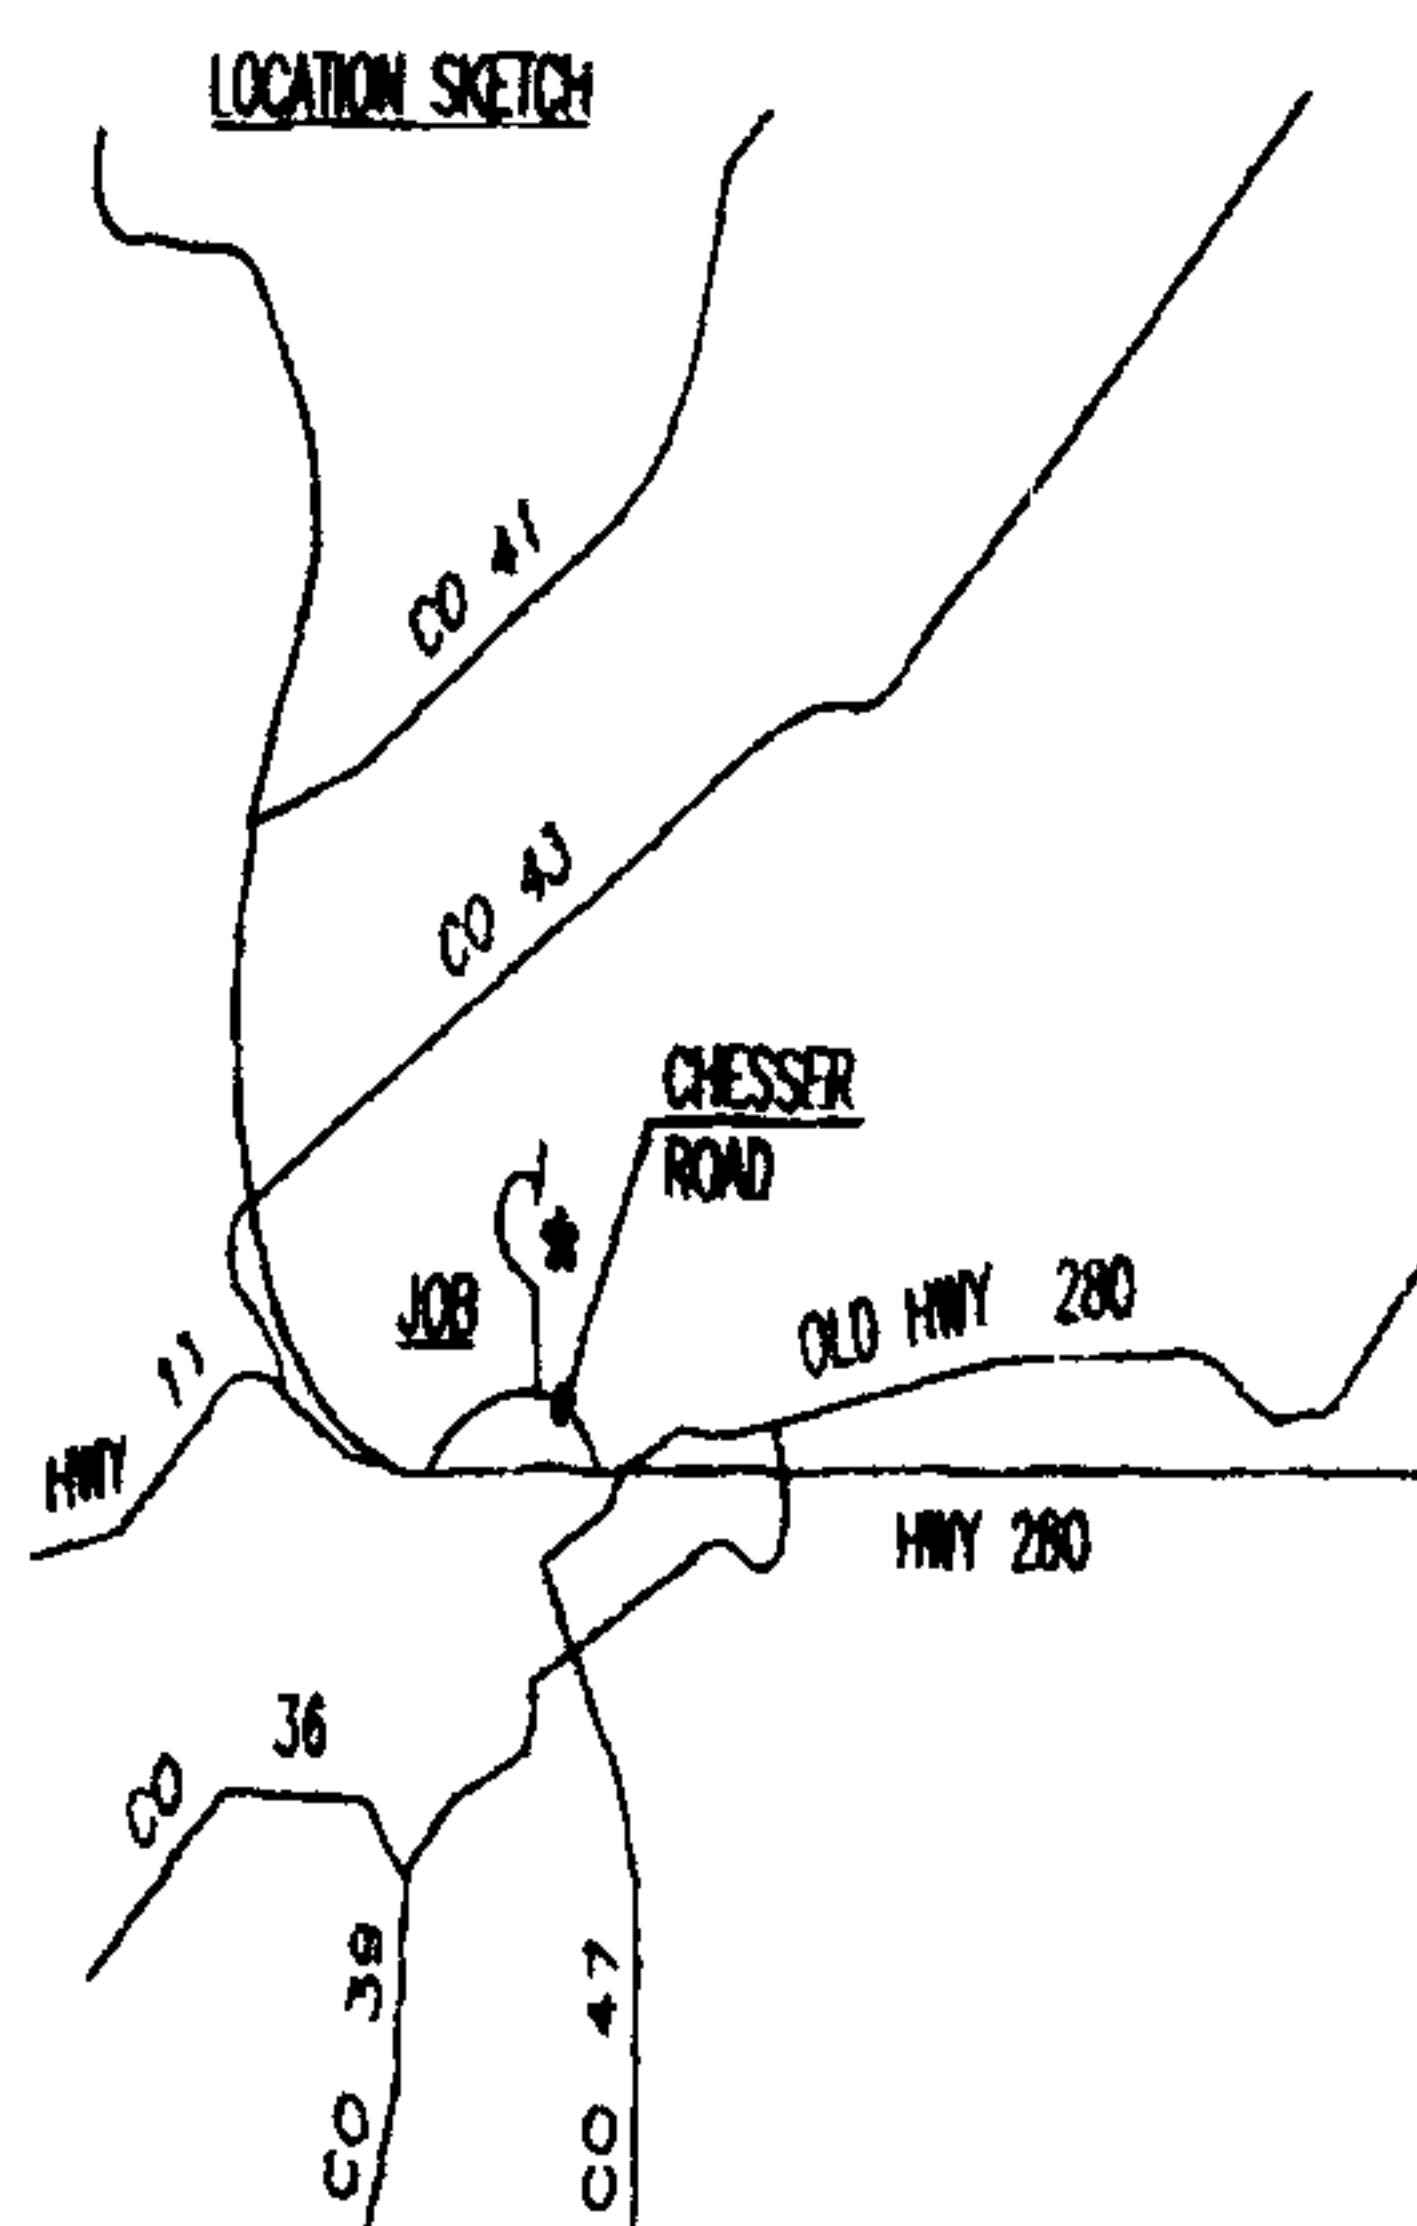 LOCATION SKETCH
CO 41
CO 43
CHESSER
ROAD
JOB
OLD HWY 280
HWY 11
HWY 280
CO 36
CO 39
CO 47